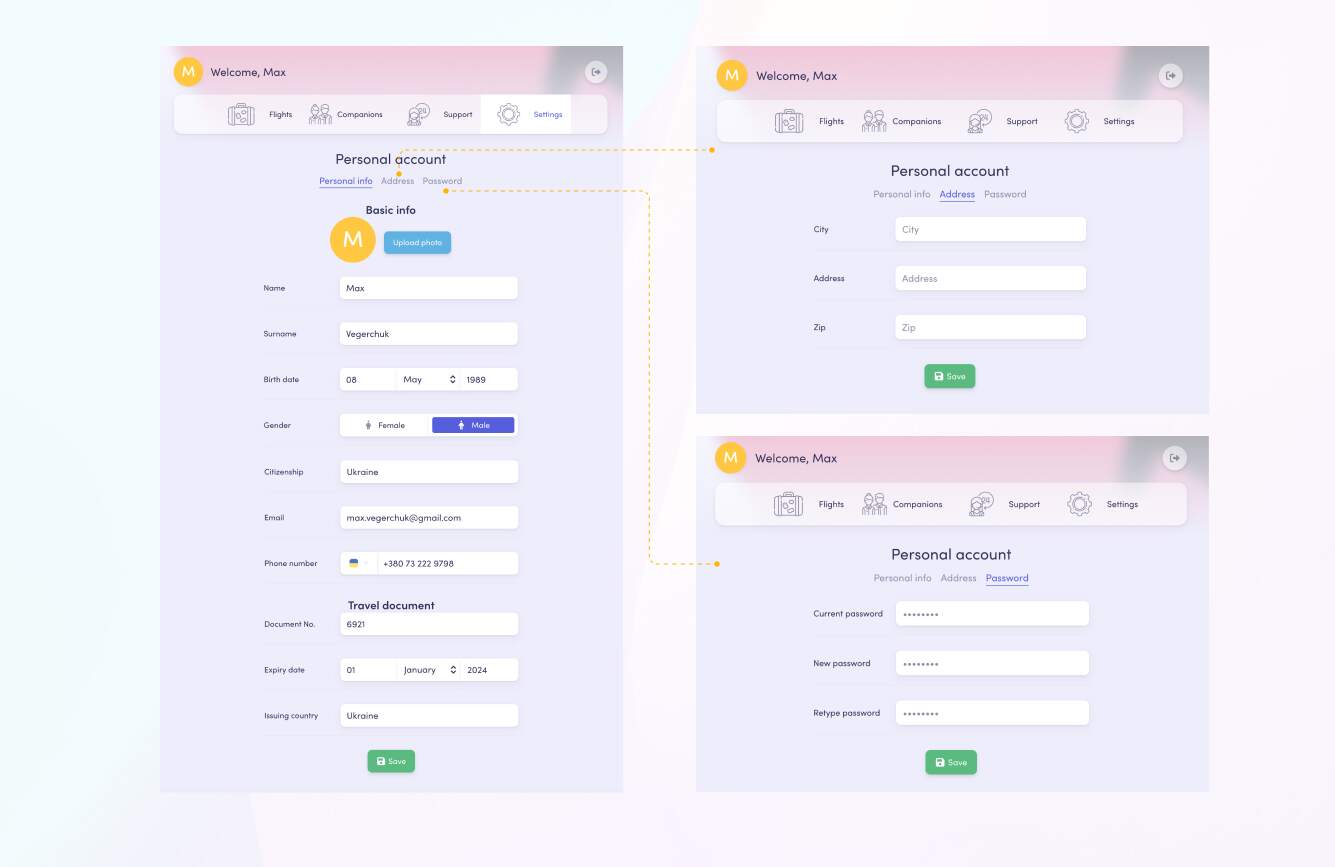 M Welcome, Max
Flights Companions Support Settings
Personal account
Personal info Address Password
Basic info
M Upload photo
Name Max
Surname Vegerchuk
Birth date 08 May 1989
Gender Female Male
Citizenship Ukraine
Email max.vegerchuk@gmail.com
Phone number +380 73 222 9798
Travel document
Document No. 6921
Expiry date 01 January 2024
Issuing country Ukraine
Save
M Welcome, Max
Flights Companions Support Settings
Personal account
Personal info Address Password
City City
Address Address
Zip Zip
Save
M Welcome, Max
Flights Companions Support Settings
Personal account
Personal info Address Password
Current password ••••••••
New password ••••••••
Retype password ••••••••
Save